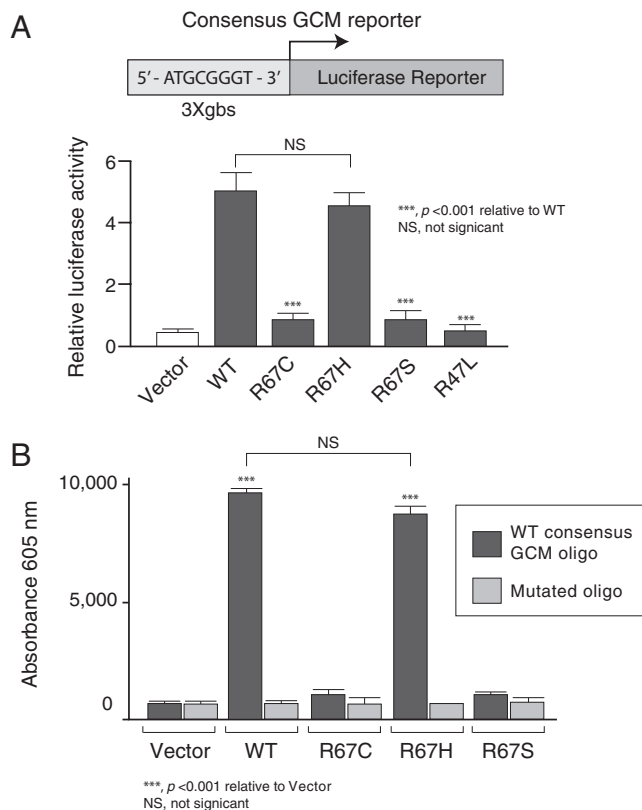 A
Consensus GCM reporter
5′ - ATGCGGGT - 3′
Luciferase Reporter
3Xgbs
Relative luciferase activity
6
4
2
0
NS
***
***
***
***, p <0.001 relative to WT
NS, not signicant
Vector
WT
R67C
R67H
R67S
R47L
B
Absorbance 605 nm
10,000
5,000
0
NS
***
***
WT consensus
GCM oligo
Mutated oligo
Vector
WT
R67C
R67H
R67S
***, p <0.001 relative to Vector
NS, not signicant